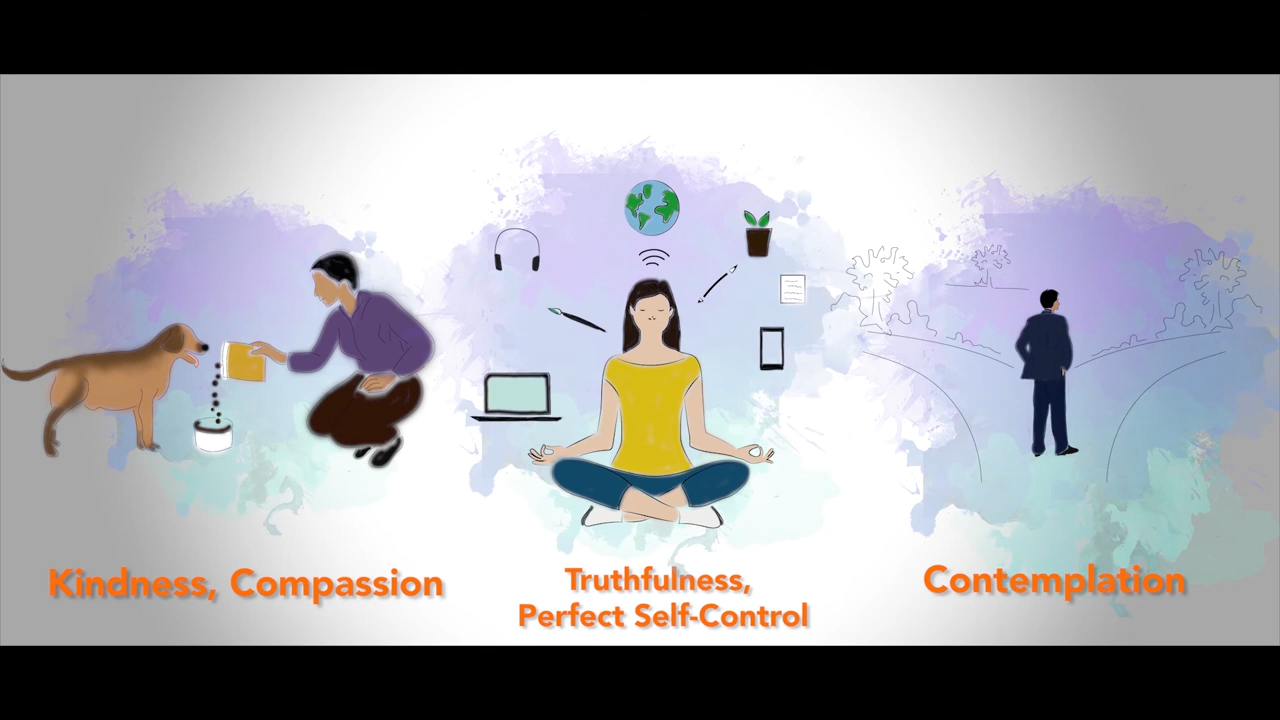 Kindness, Compassion
Truthfulness,
Perfect Self-Control
Contemplation